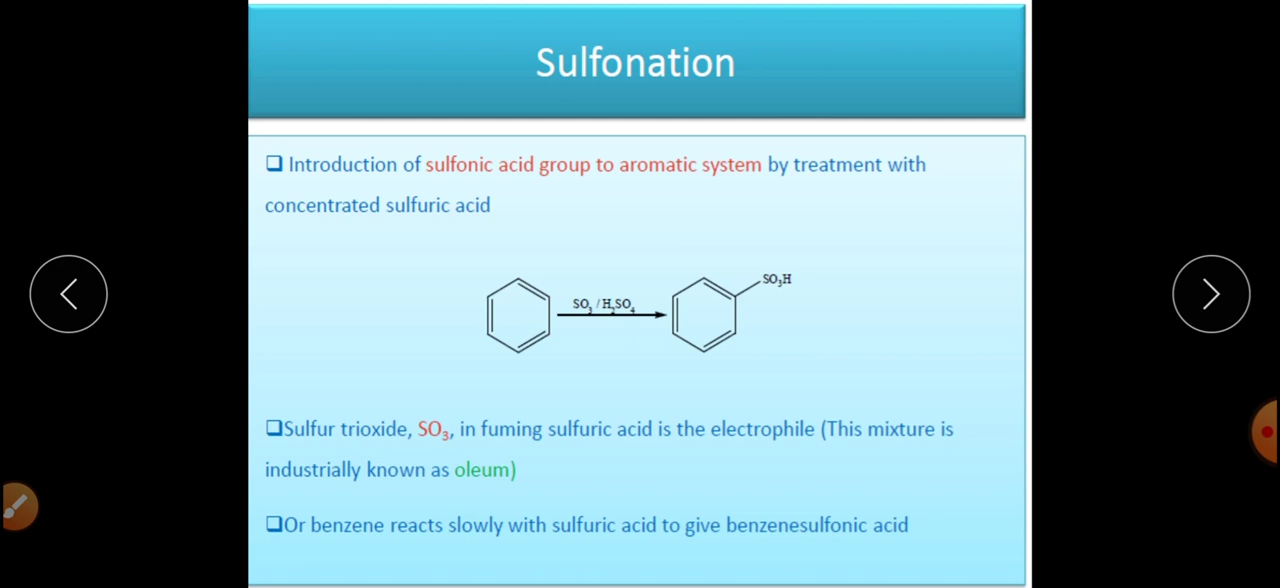 Sulfonation
❑ Introduction of sulfonic acid group to aromatic system by treatment with
concentrated sulfuric acid
SO₃H
SO₃ / H₂SO₄
❑Sulfur trioxide, SO₃, in fuming sulfuric acid is the electrophile (This mixture is
industrially known as oleum)
❑Or benzene reacts slowly with sulfuric acid to give benzenesulfonic acid